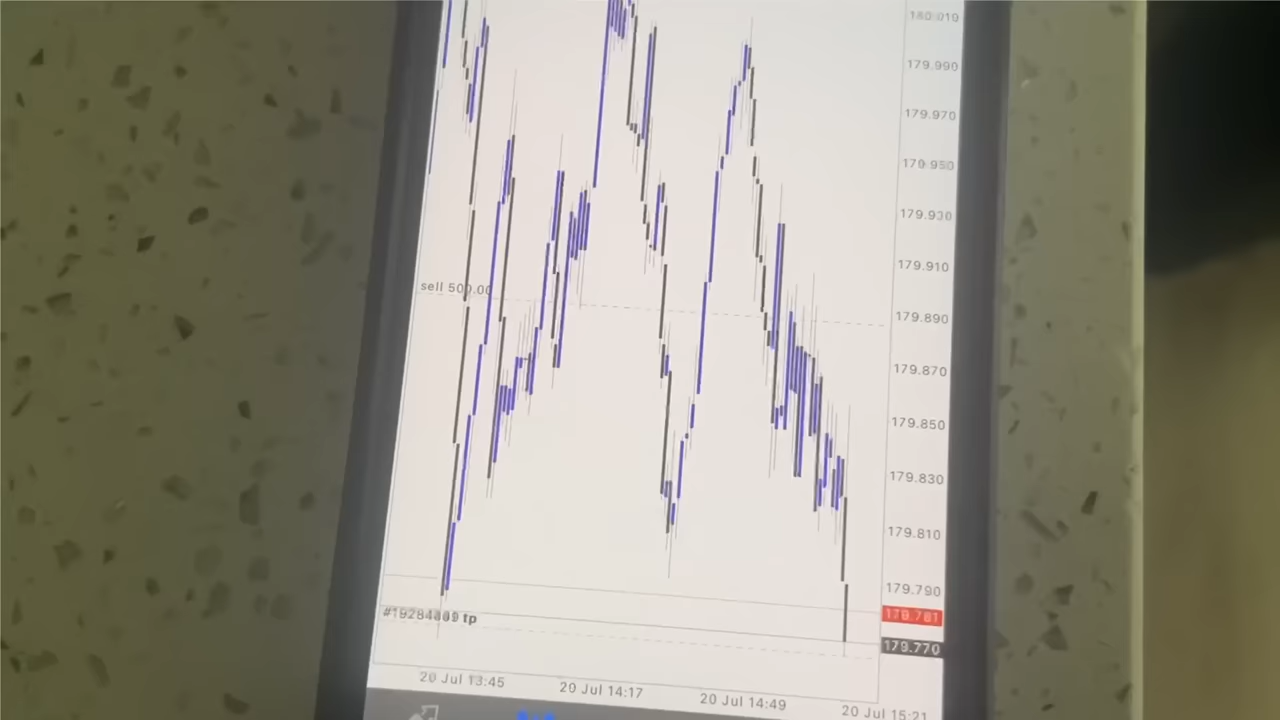 180.019
179.990
179.970
179.950
179.930
179.910
sell 500.00
179.890
179.870
179.850
179.830
179.810
179.790
179.781
tp
179.770
20 Jul 13:45
20 Jul 14:17
20 Jul 14:49
20 Jul 15:21